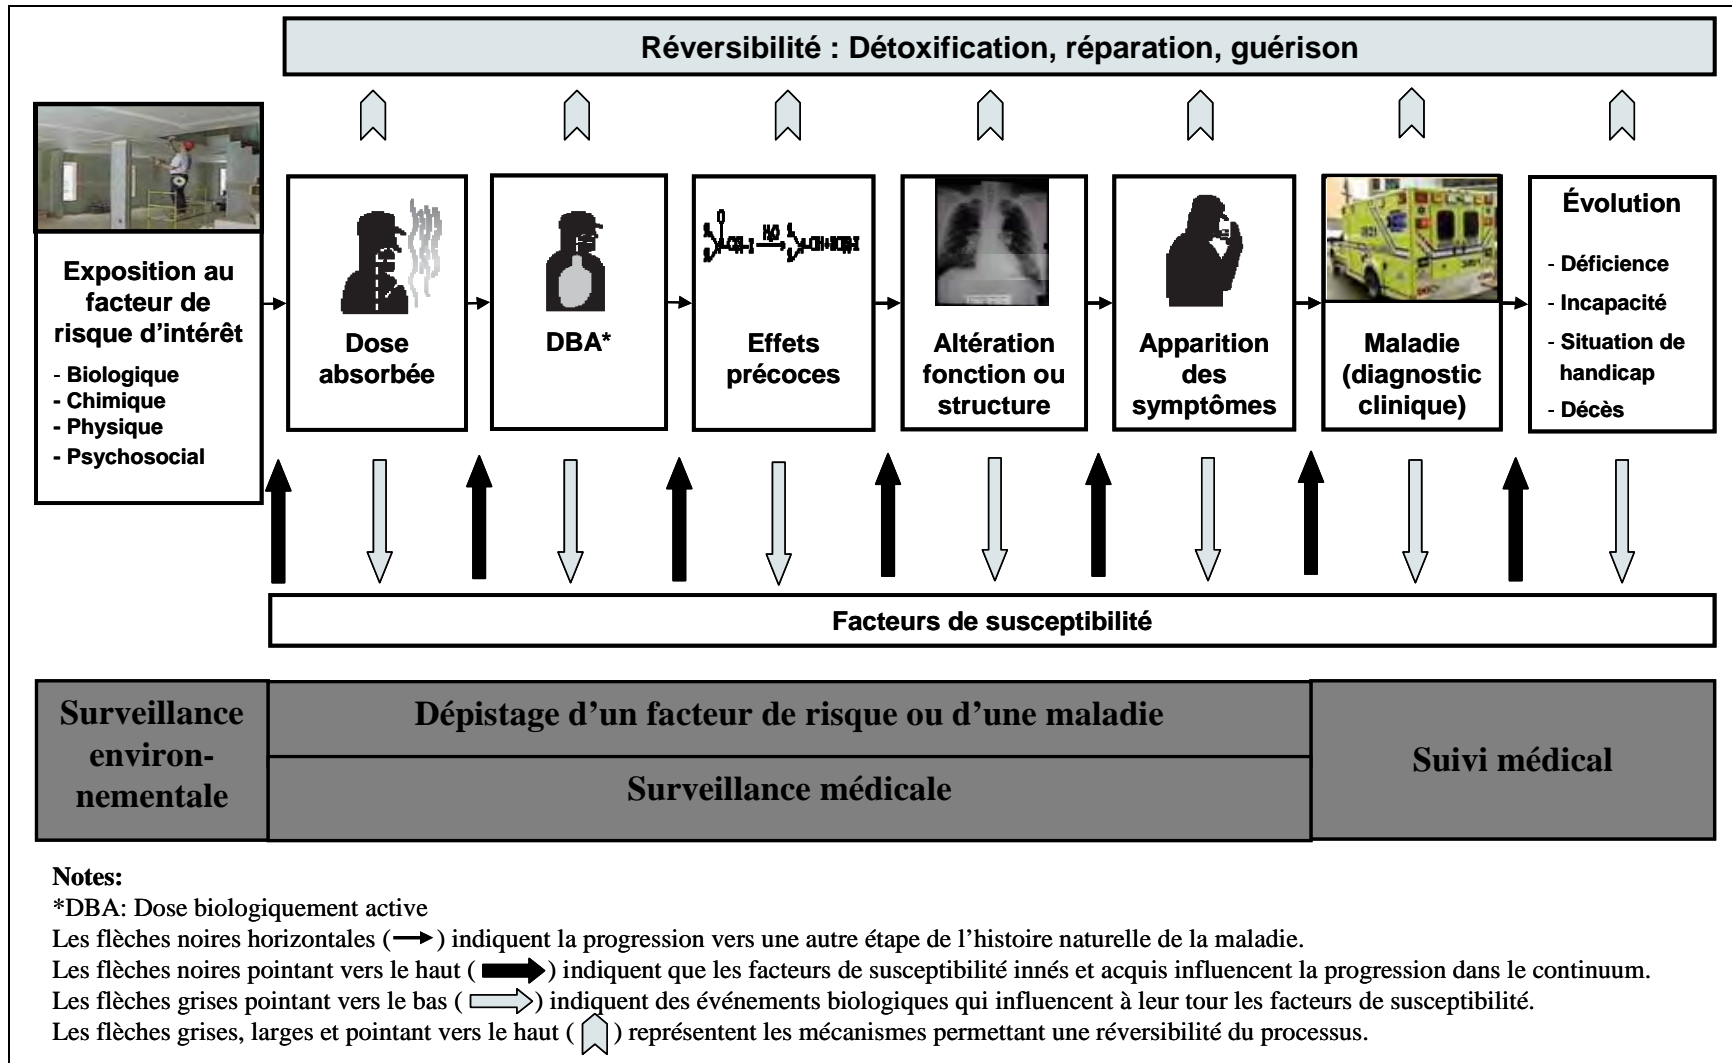 Réversibilité : Détoxification, réparation, guérison
Exposition au
facteur de
risque d'intérêt
- Biologique
- Chimique
- Physique
- Psychosocial
Dose
absorbée
DBA*
Effets
précoces
Altération
fonction ou
structure
Apparition
des
symptômes
Maladie
(diagnostic
clinique)
Évolution
- Déficience
- Incapacité
- Situation de
handicap
- Décès
Facteurs de susceptibilité
Surveillance
environ-
nementale
Dépistage d'un facteur de risque ou d'une maladie
Surveillance médicale
Suivi médical
Notes:
*DBA: Dose biologiquement active
Les flèches noires horizontales ( ) indiquent la progression vers une autre étape de l'histoire naturelle de la maladie.
Les flèches noires pointant vers le haut ( ) indiquent que les facteurs de susceptibilité innés et acquis influencent la progression dans le continuum.
Les flèches grises pointant vers le bas ( ) indiquent des événements biologiques qui influencent à leur tour les facteurs de susceptibilité.
Les flèches grises, larges et pointant vers le haut ( ) représentent les mécanismes permettant une réversibilité du processus.